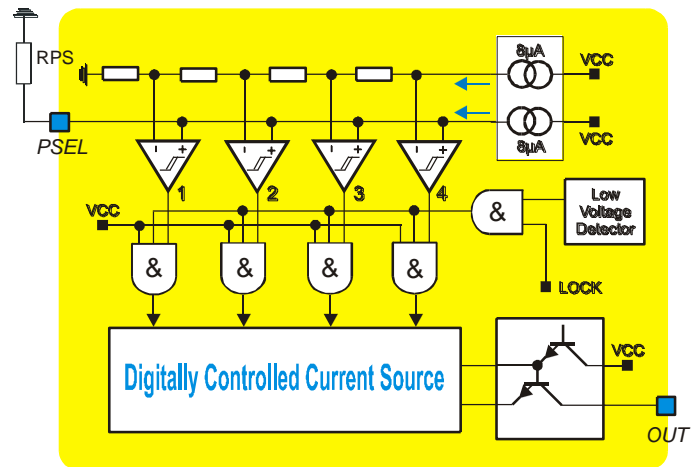 8µA
VCC
RPS
VCC
8µA
PSEL
- +
- +
- +
- +
1
2
3
4
VCC
&
Low
Voltage
Detector
&
&
&
&
LOCK
Digitally Controlled Current Source
VCC
OUT